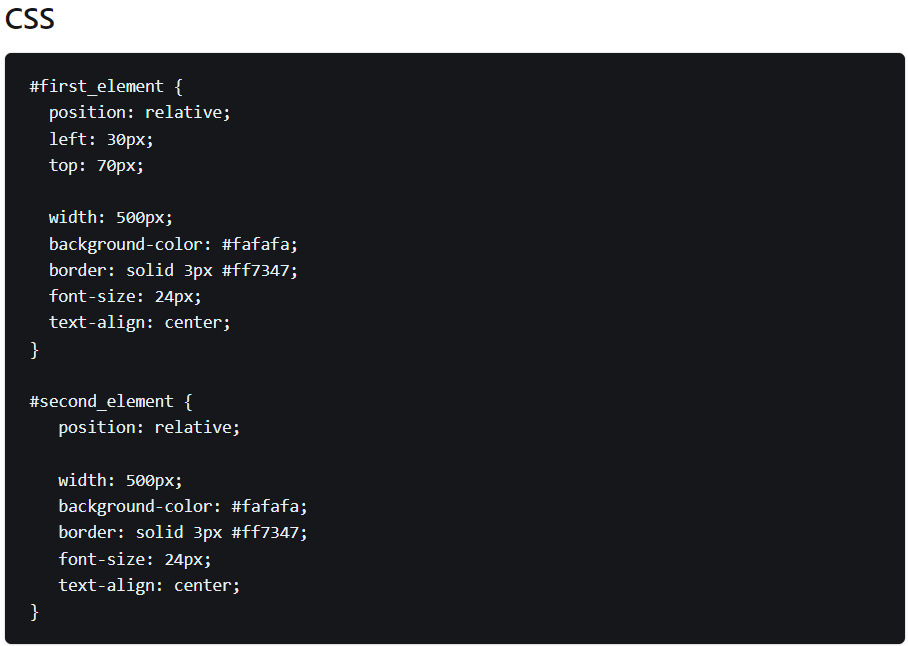 CSS
#first_element {
position: relative;
left: 30px;
top: 70px;
width: 500px;
background-color: #fafafa;
border: solid 3px #ff7347;
font-size: 24px;
text-align: center;
}
#second_element {
position: relative;
width: 500px;
background-color: #fafafa;
border: solid 3px #ff7347;
font-size: 24px;
text-align: center;
}